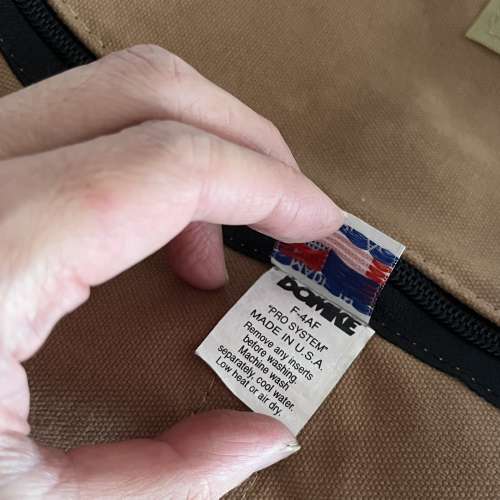 DOMKE
F-4AF
"PRO SYSTEM"
MADE IN U.S.A.
Remove any inserts
before washing.
Machine wash
separately, cool water.
Low heat or air dry.